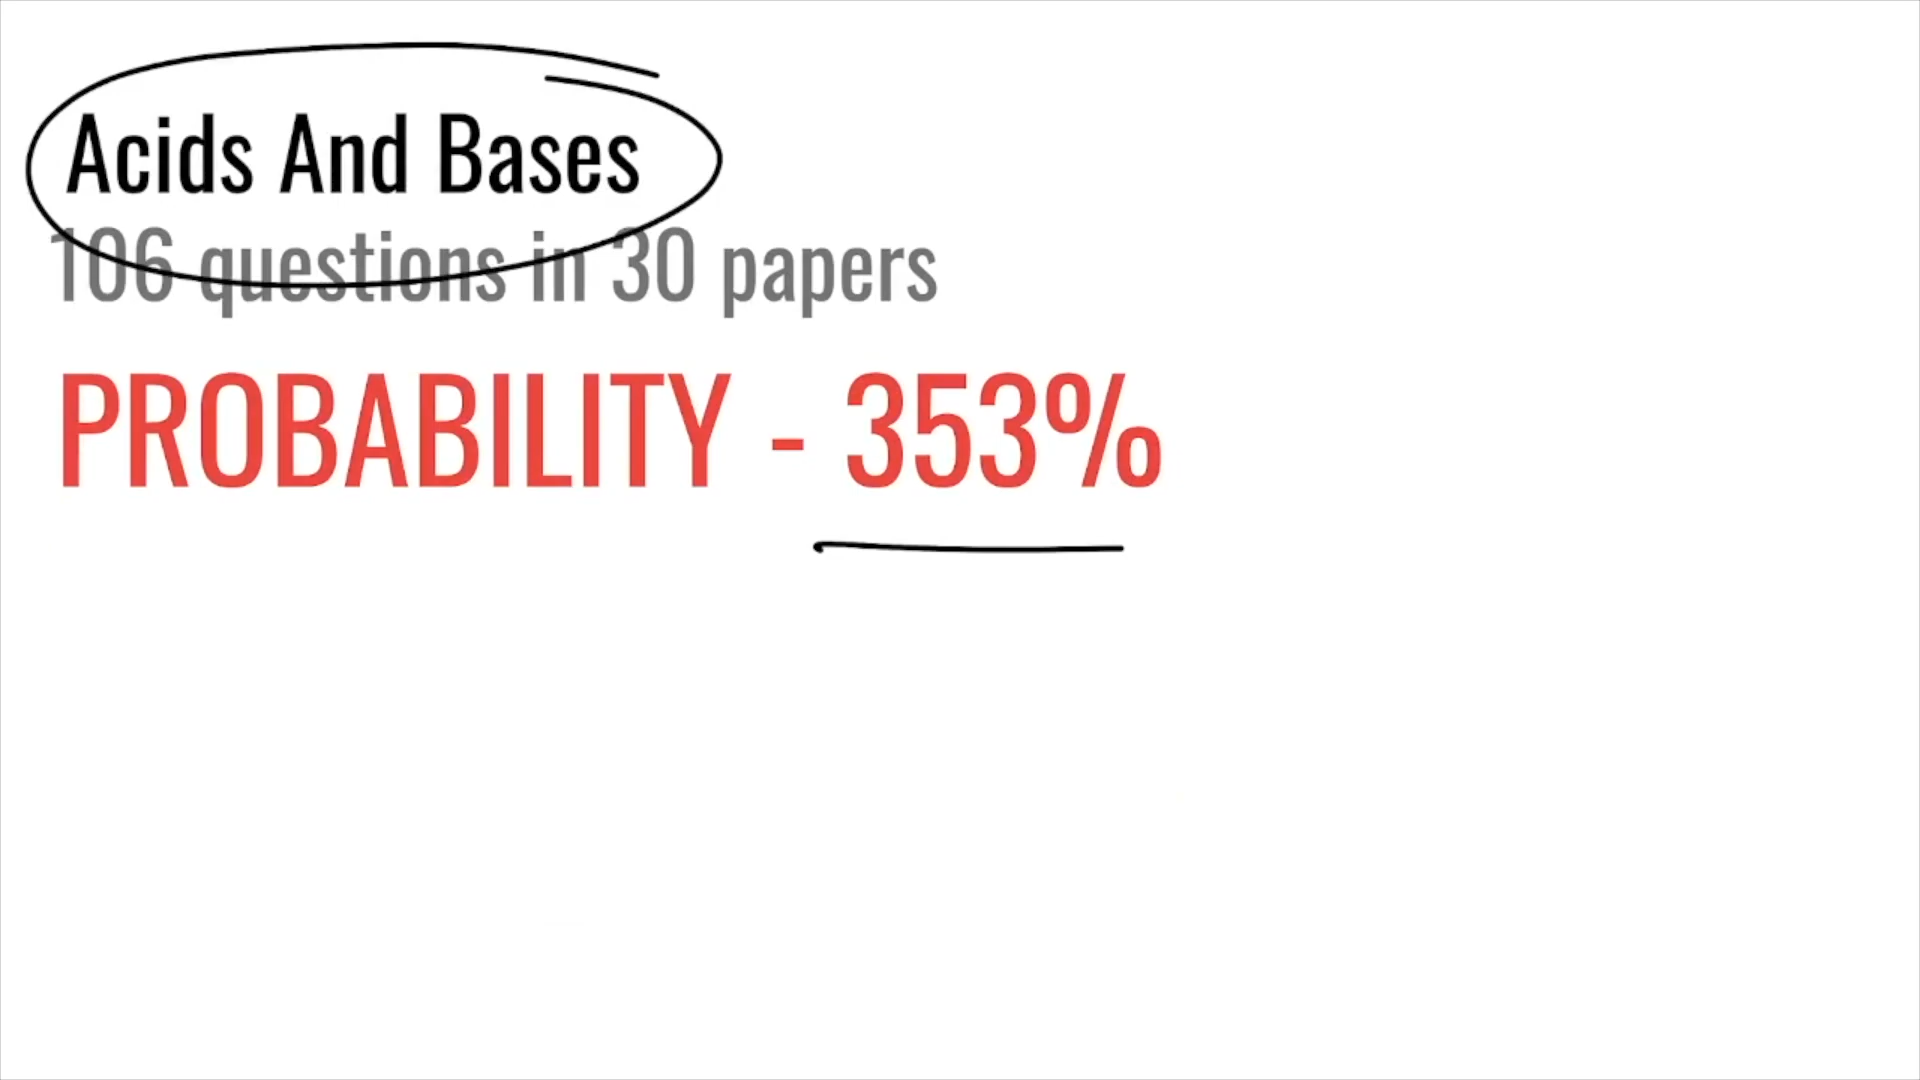 Acids And Bases
106 questions in 30 papers
PROBABILITY - 353%